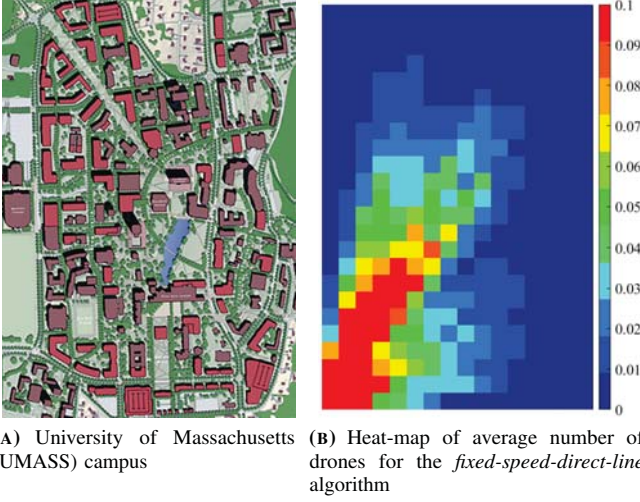 0.1
0.09
0.08
0.07
0.06
0.05
0.04
0.03
0.02
0.01
0
A) University of Massachusetts
UMASS) campus
(B) Heat-map of average number of
drones for the fixed-speed-direct-line
algorithm